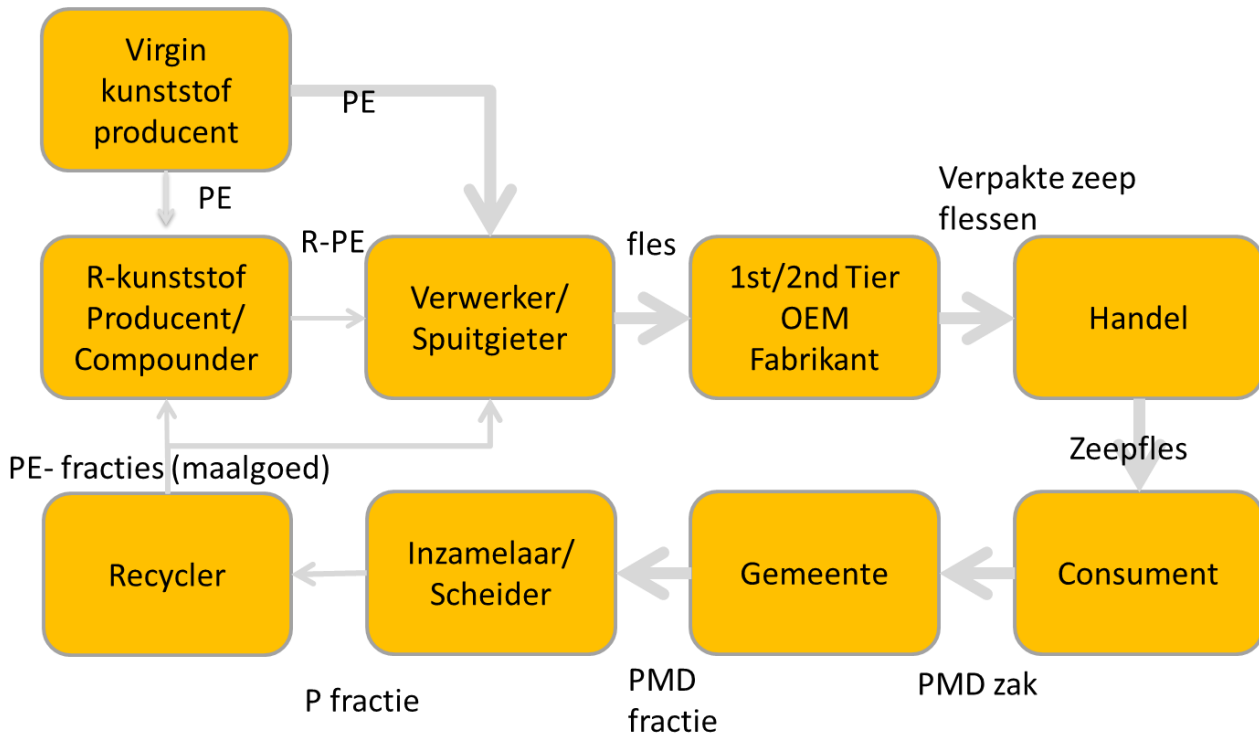 Virgin
kunststof
producent
PE
PE
R-kunststof
Producent/
Compounder
R-PE
Verwerker/
Spuitgieter
fles
1st/2nd Tier
OEM
Fabrikant
Verpakte zeep
flessen
Handel
Zeepfles
PE- fracties (maalgoed)
Recycler
Inzamelaar/
Scheider
Gemeente
Consument
P fractie
PMD
fractie
PMD zak